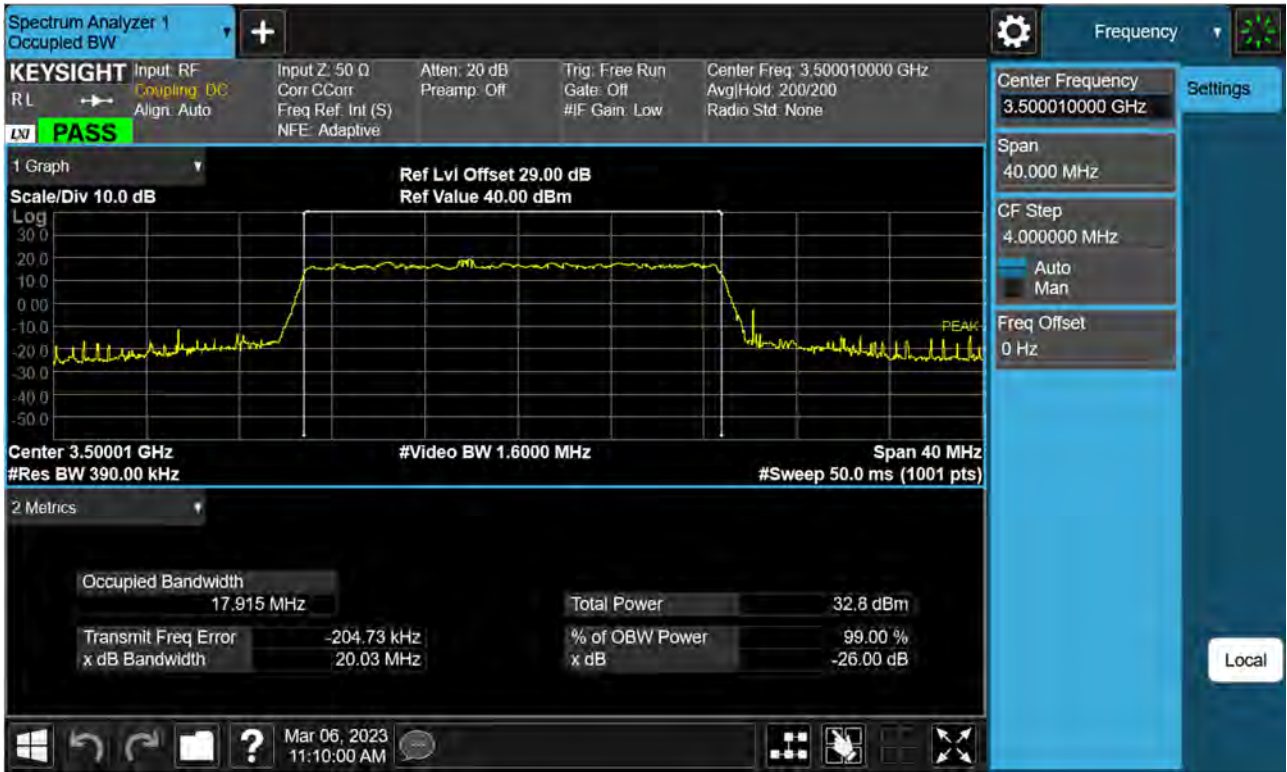 Spectrum Analyzer 1
Occupied BW
+
Frequency
KEYSIGHT
RL
LXI
PASS
Input: RF
Coupling: DC
Align: Auto
Input Z: 50 Ω
Corr CCorr
Freq Ref: Int (S)
NFE: Adaptive
Atten: 20 dB
Preamp: Off
Trig: Free Run
Gate: Off
#IF Gain: Low
Center Freq: 3.500010000 GHz
Avg|Hold: 200/200
Radio Std: None
Center Frequency
3.500010000 GHz
Settings
Span
40.000 MHz
CF Step
4.000000 MHz
Auto
Man
Freq Offset
0 Hz
1 Graph
Scale/Div 10.0 dB
Ref Lvl Offset 29.00 dB
Ref Value 40.00 dBm
Log
30.0
20.0
10.0
0.00
-10.0
-20.0
-30.0
-40.0
-50.0
PEAK
Center 3.50001 GHz
#Video BW 1.6000 MHz
Span 40 MHz
#Res BW 390.00 kHz
#Sweep 50.0 ms (1001 pts)
2 Metrics
Occupied Bandwidth
17.915 MHz
Total Power 32.8 dBm
Transmit Freq Error -204.73 kHz
% of OBW Power 99.00 %
x dB Bandwidth 20.03 MHz
x dB -26.00 dB
Local
?
Mar 06, 2023
11:10:00 AM